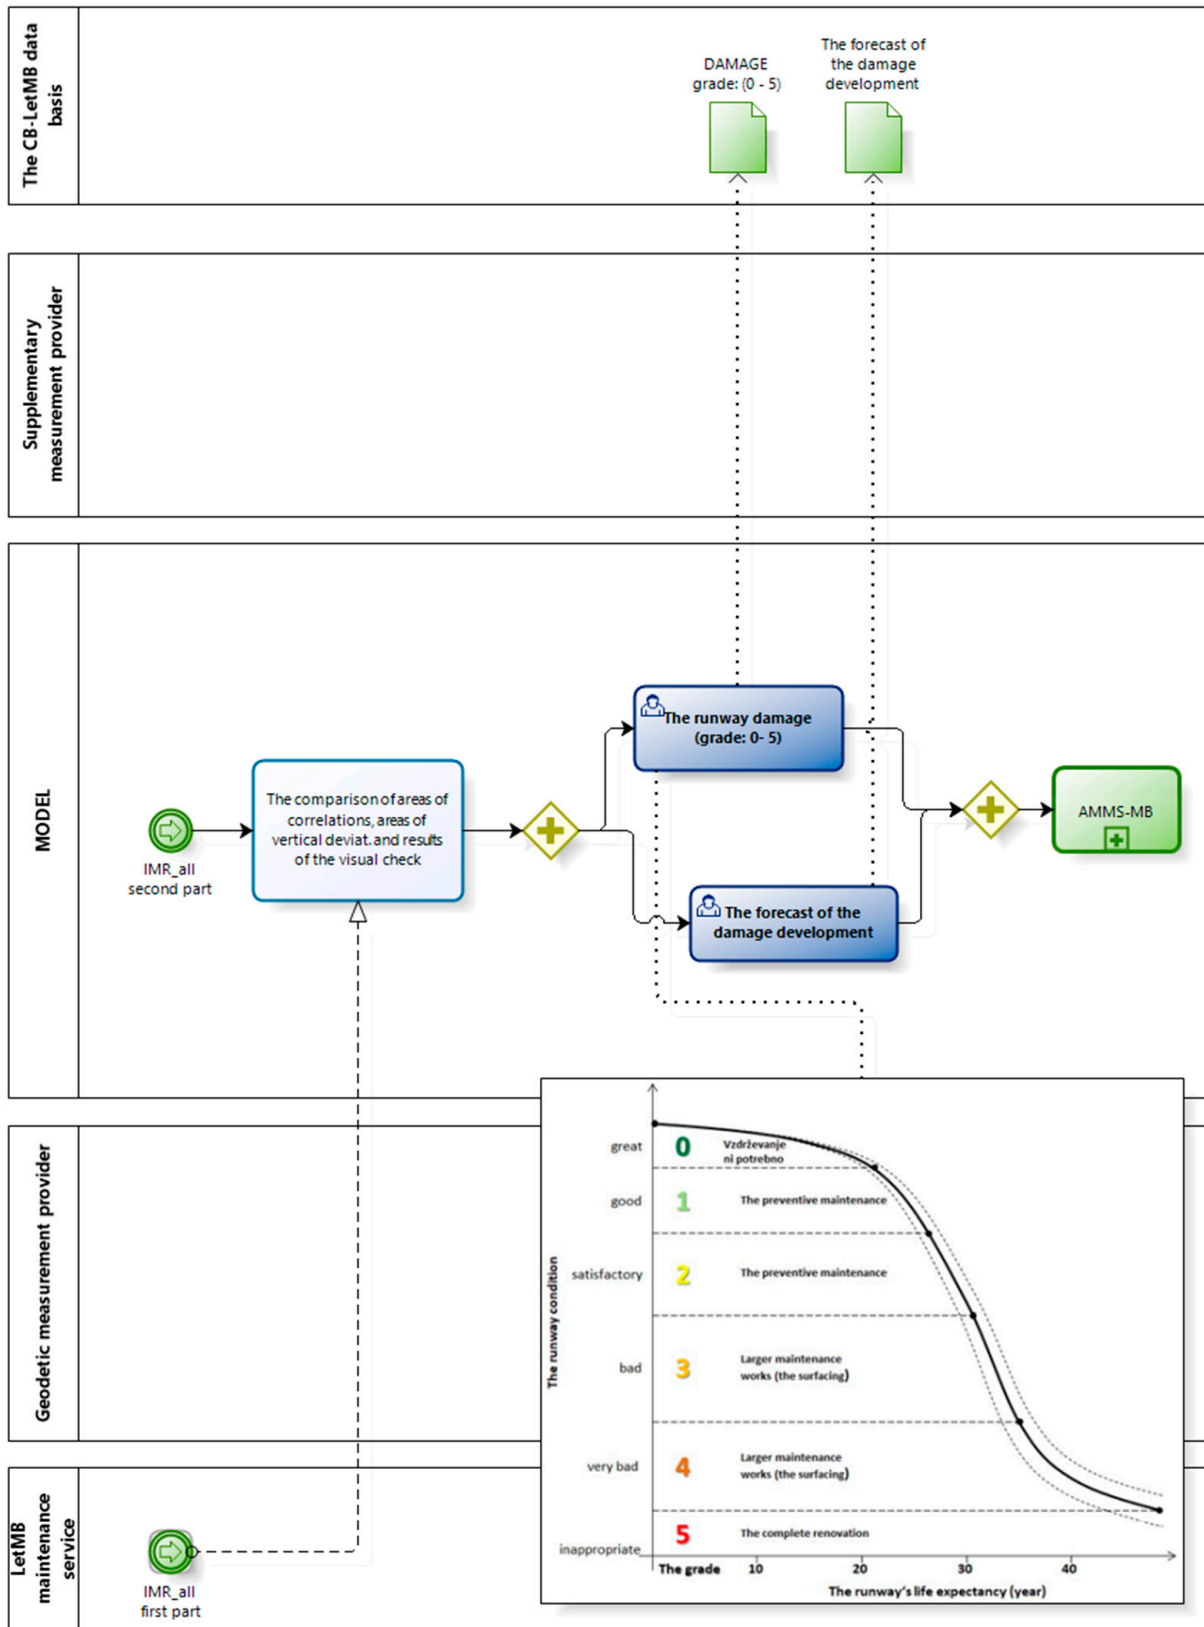 The CB-LetMB data
basis
DAMAGE
grade: (0 - 5)
The forecast of
the damage
development
Supplementary
measurement provider
MODEL
IMR_all
second part
The comparison of areas of
correlations, areas of
vertical deviat. and results
of the visual check
The runway damage
(grade: 0- 5)
The forecast of the
damage development
AMMS-MB
Geodetic measurement provider
The runway condition
great
0
Vzdrževanje
ni potrebno
good
1
The preventive maintenance
satisfactory
2
The preventive maintenance
bad
3
Larger maintenance
works (the surfacing)
very bad
4
Larger maintenance
works (the surfacing)
inappropriate
5
The complete renovation
The grade
10
20
30
40
The runway's life expectancy (year)
LetMB
maintenance
service
IMR_all
first part